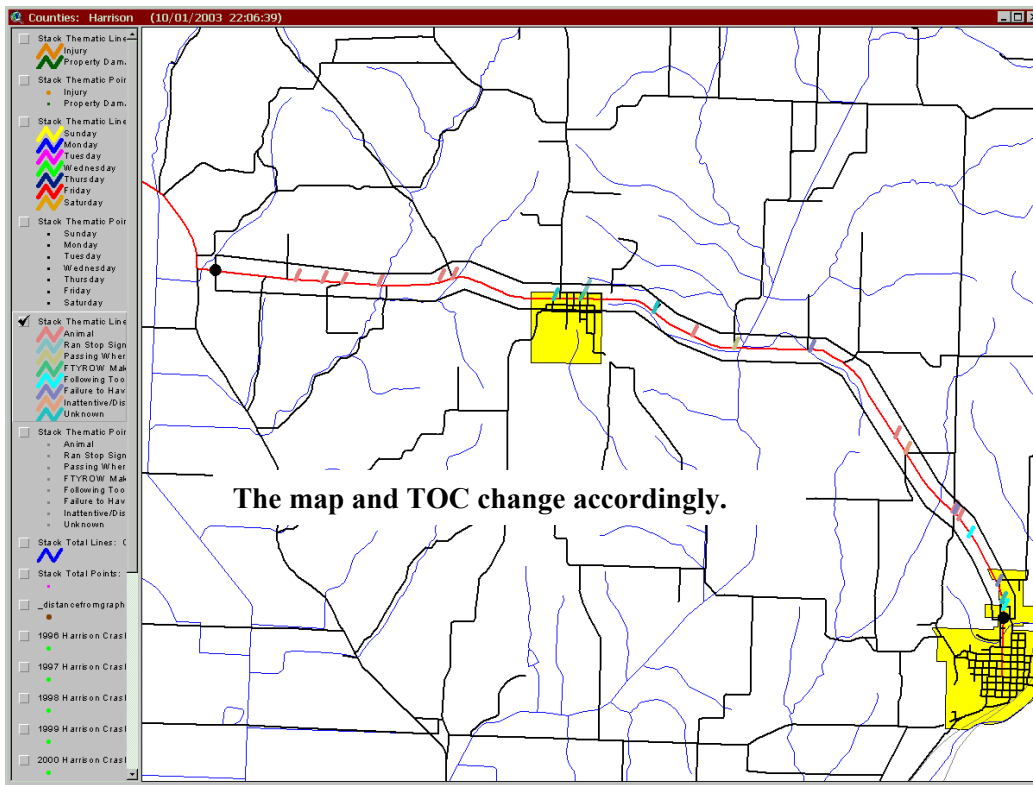 Counties: Harrison (10/01/2003 22:06:39)
Stack Thematic Line
Injury
Property Dam.
Stack Thematic Poin
Injury
Property Dam.
Stack Thematic Line
Sunday
Monday
Tuesday
Wednesday
Thursday
Friday
Saturday
Stack Thematic Poin
Sunday
Monday
Tuesday
Wednesday
Thursday
Friday
Saturday
Stack Thematic Line
Animal
Ran Stop Sign
Passing Wher
FTYROW Mak
Following Too
Failure to Hav
Inattentive/Dis
Unknown
Stack Thematic Poin
Animal
Ran Stop Sign
Passing Wher
FTYROW Mak
Following Too
Failure to Hav
Inattentive/Dis
Unknown
Stack Total Lines: C
Stack Total Points:
_distancefromgraph
1996 Harrison Crasl
1997 Harrison Crasl
1998 Harrison Crasl
1999 Harrison Crasl
2000 Harrison Crasl
The map and TOC change accordingly.